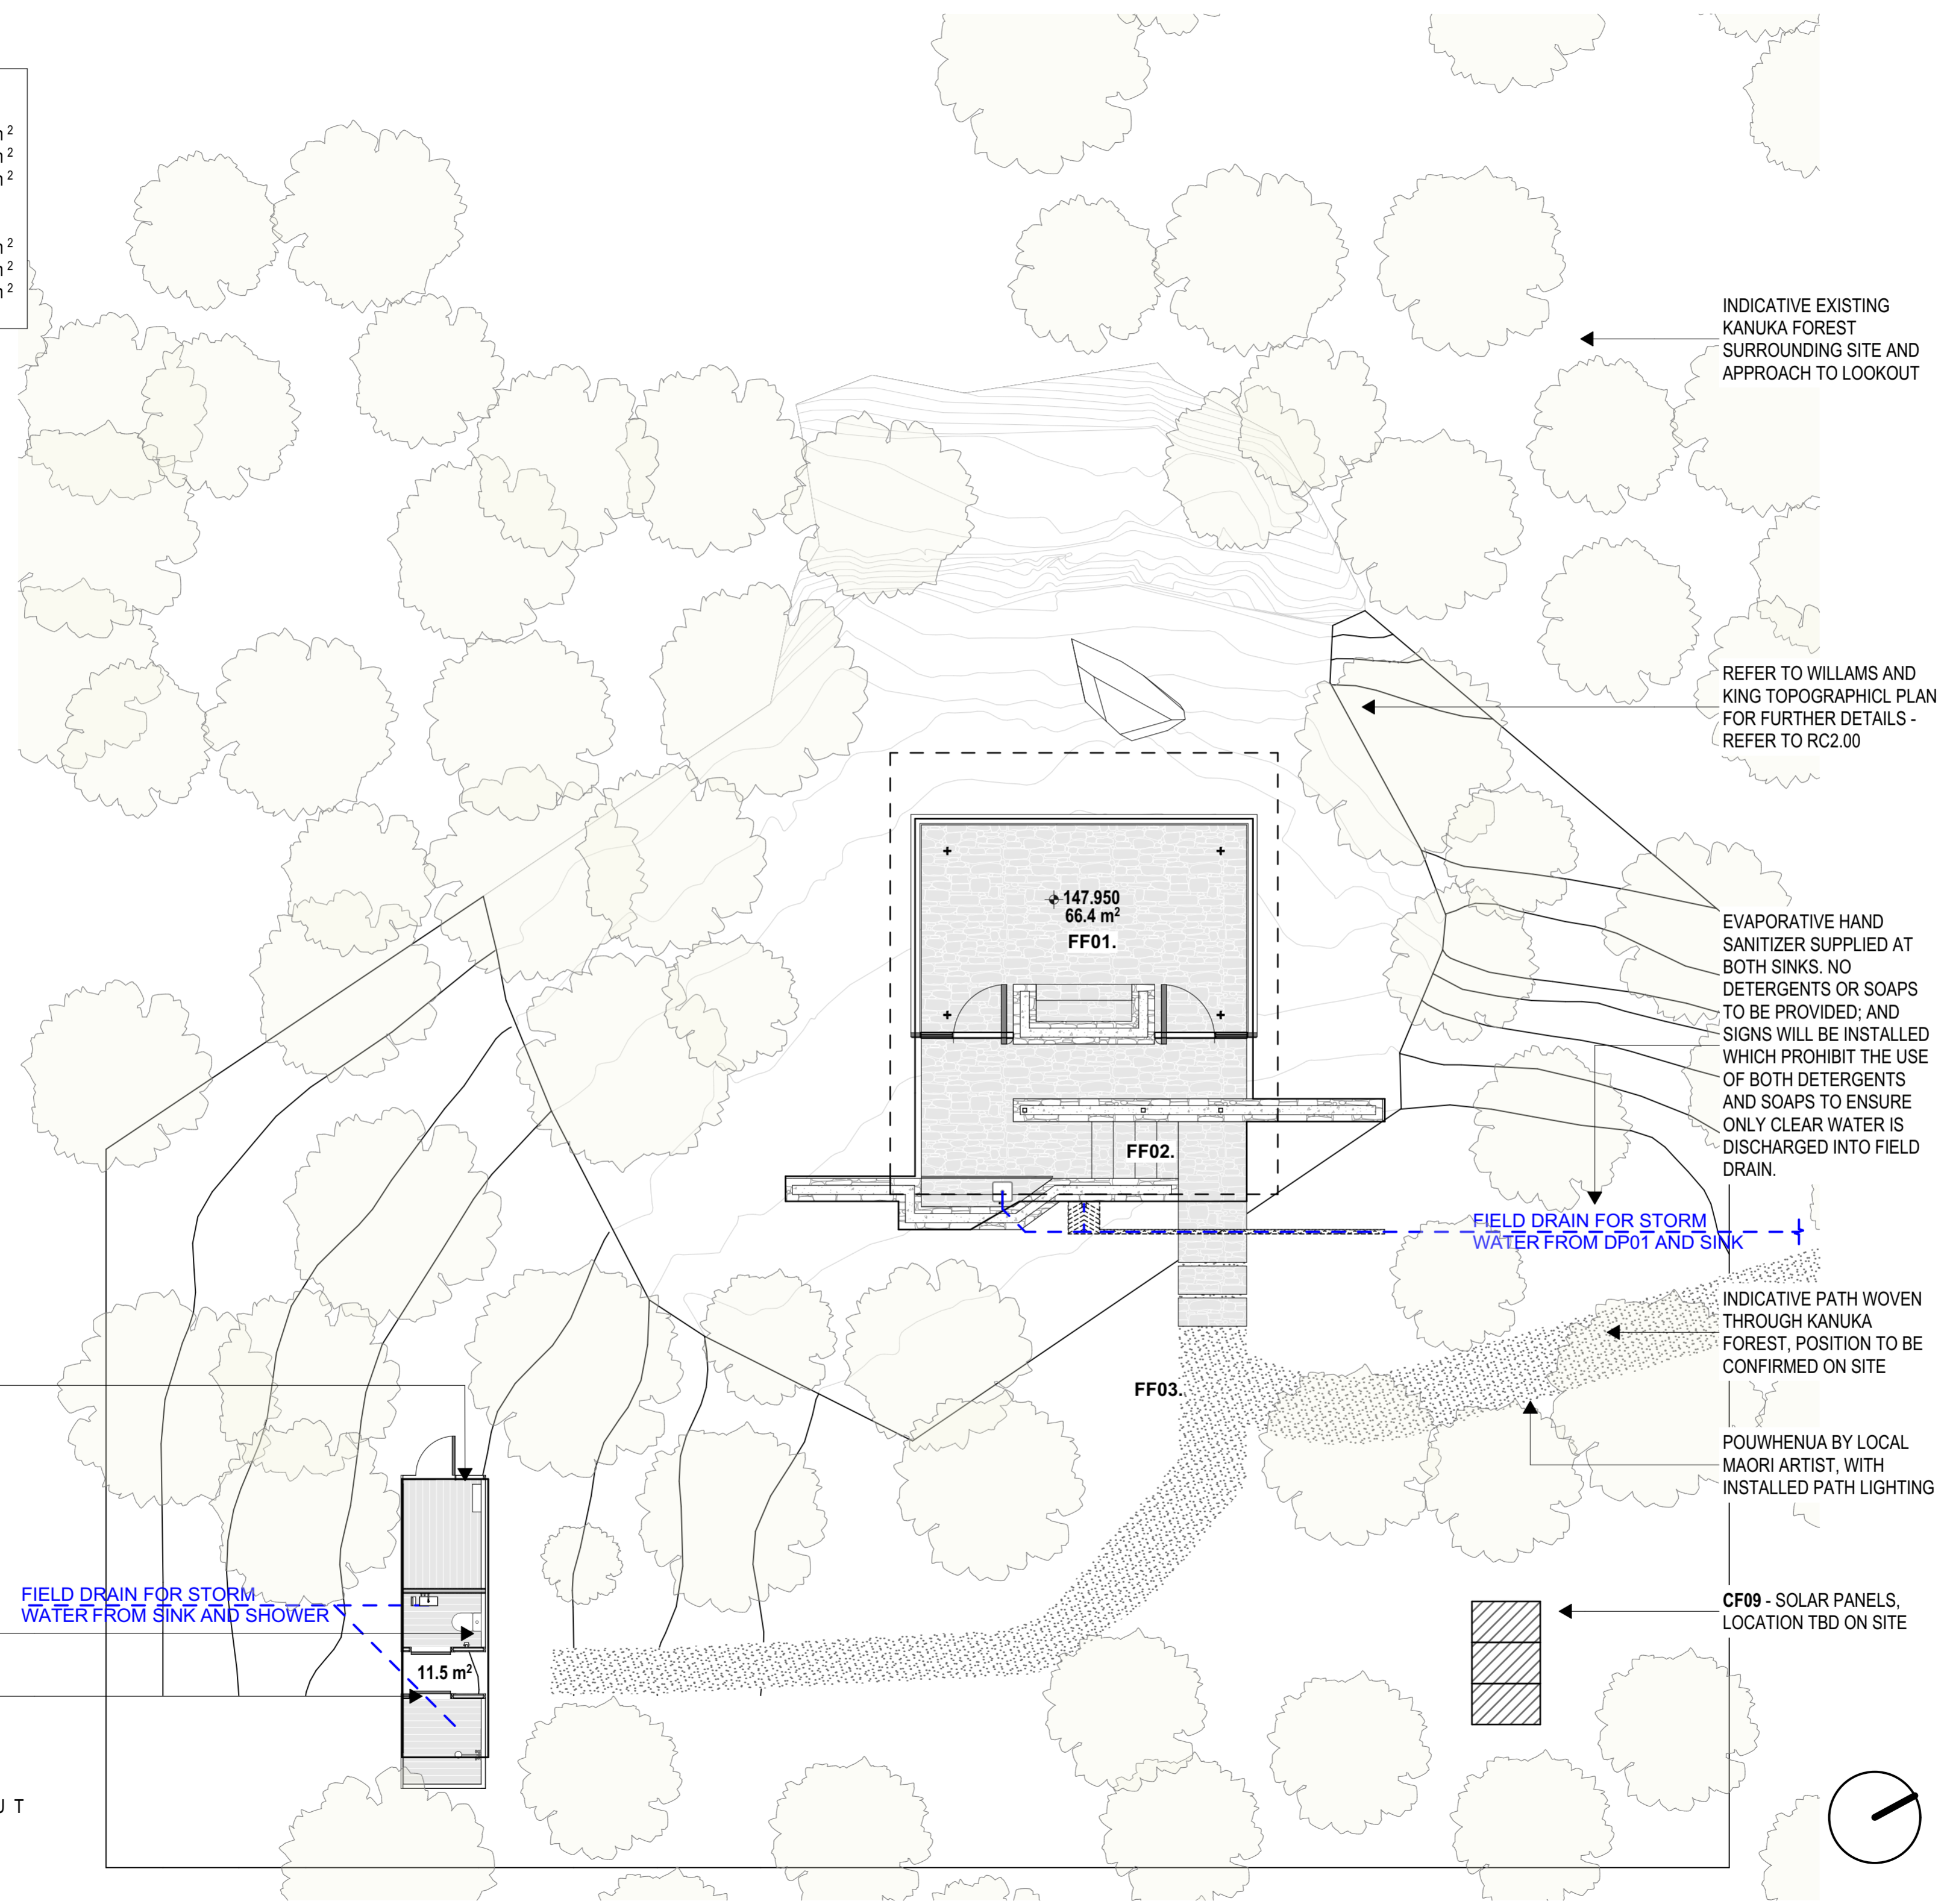 m²
m²
m²
m²
m²
m²
INDICATIVE EXISTING
KANUKA FOREST
SURROUNDING SITE AND
APPROACH TO LOOKOUT
REFER TO WILLAMS AND
KING TOPOGRAPHICL PLAN
FOR FURTHER DETAILS -
REFER TO RC2.00
147.950
66.4 m²
FF01.
EVAPORATIVE HAND
SANITIZER SUPPLIED AT
BOTH SINKS. NO
DETERGENTS OR SOAPS
TO BE PROVIDED; AND
SIGNS WILL BE INSTALLED
WHICH PROHIBIT THE USE
OF BOTH DETERGENTS
AND SOAPS TO ENSURE
ONLY CLEAR WATER IS
DISCHARGED INTO FIELD
DRAIN.
FF02.
FIELD DRAIN FOR STORM
WATER FROM DP01 AND SINK
INDICATIVE PATH WOVEN
THROUGH KANUKA
FOREST, POSITION TO BE
CONFIRMED ON SITE
FF03.
POUWHENUA BY LOCAL
MAORI ARTIST, WITH
INSTALLED PATH LIGHTING
FIELD DRAIN FOR STORM
WATER FROM SINK AND SHOWER
CF09 - SOLAR PANELS,
LOCATION TBD ON SITE
11.5 m²
U T